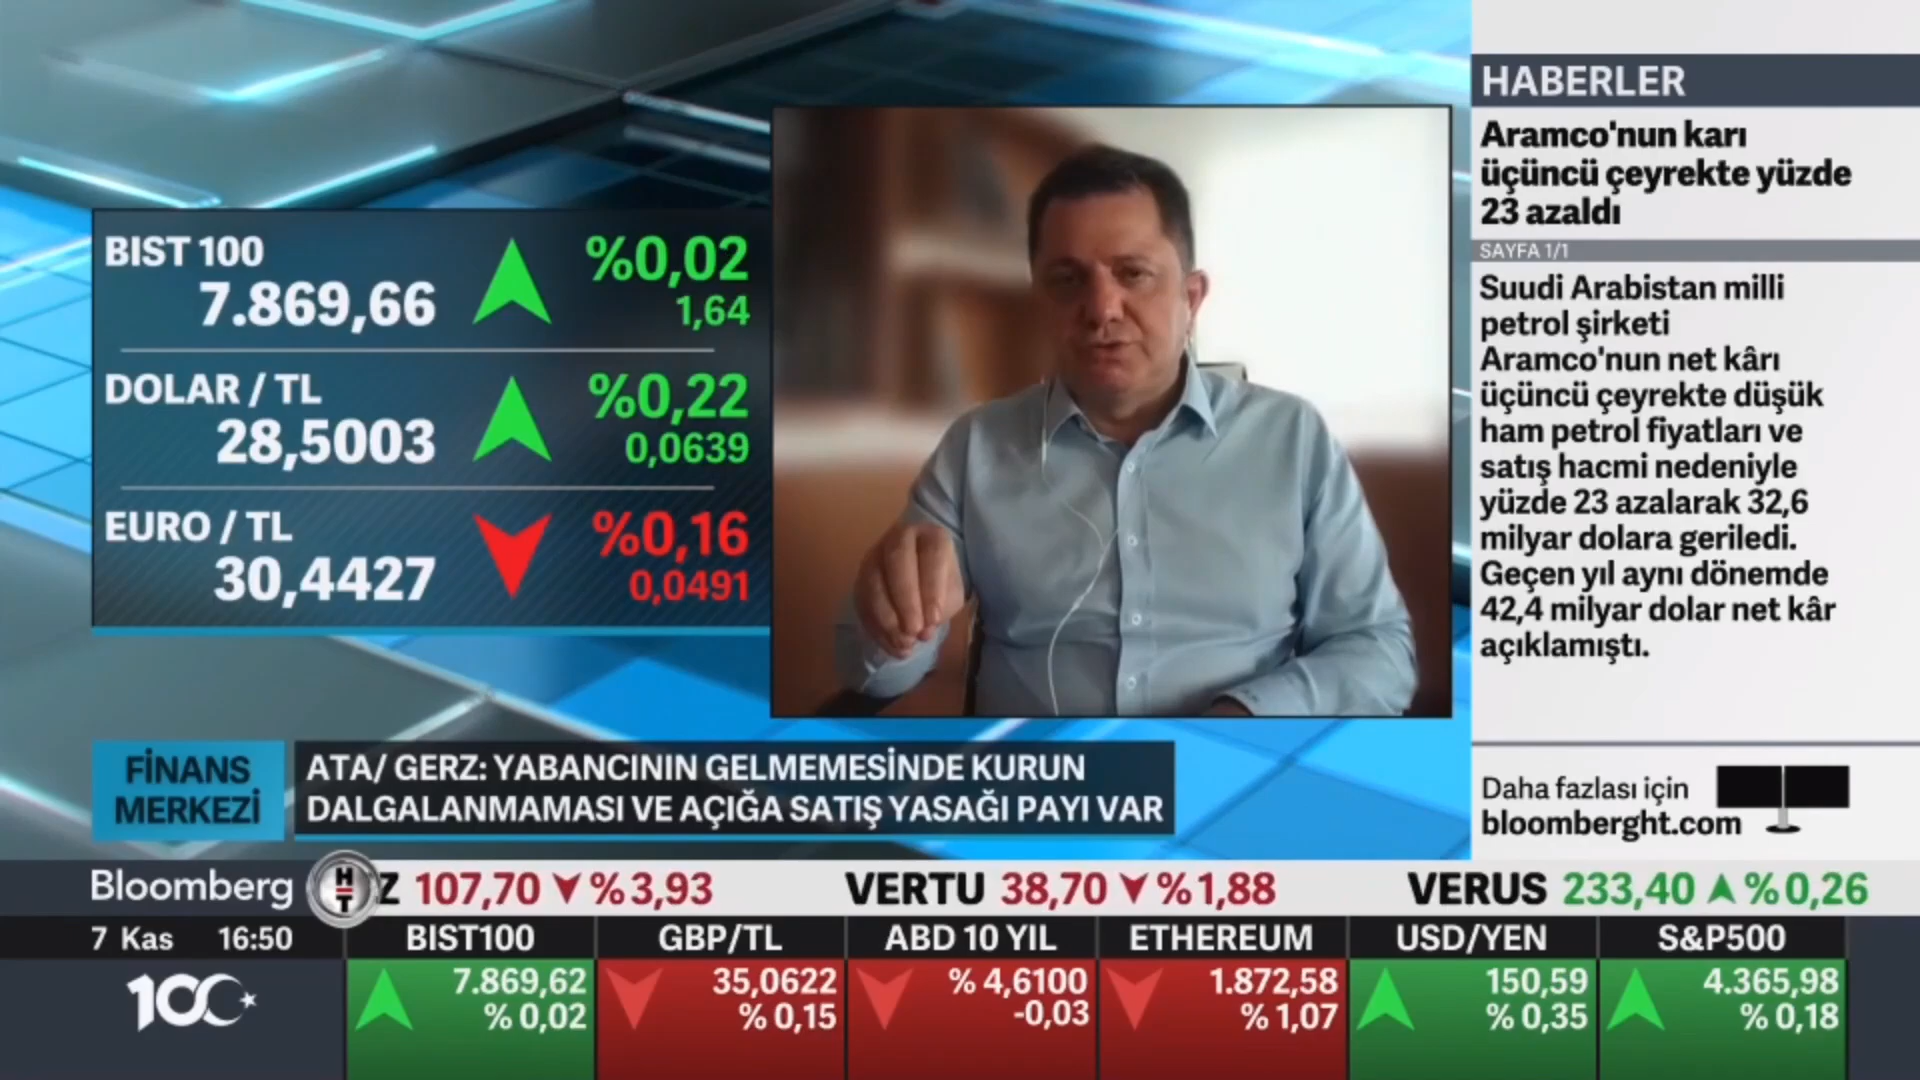 BIST 100
7.869,66
%0,02
1,64
DOLAR / TL
28,5003
%0,22
0,0639
EURO / TL
30,4427
%0,16
0,0491
HABERLER
Aramco'nun karı
üçüncü çeyrekte yüzde
23 azaldı
SAYFA 1/1
Suudi Arabistan milli
petrol şirketi
Aramco'nun net kârı
üçüncü çeyrekte düşük
ham petrol fiyatları ve
satış hacmi nedeniyle
yüzde 23 azalarak 32,6
milyar dolara geriledi.
Geçen yıl aynı dönemde
42,4 milyar dolar net kâr
açıklamıştı.
Daha fazlası için
bloomberght.com
FİNANS
MERKEZİ
ATA/ GERZ: YABANCININ GELMEMESİNDE KURUN
DALGALANMAMASI VE AÇIĞA SATIŞ YASAĞI PAYI VAR
Bloomberg HT Z 107,70 %3,93 VERTU 38,70 %1,88 VERUS 233,40 %0,26
7 Kas 16:50
100
BIST100
7.869,62
% 0,02
GBP/TL
35,0622
% 0,15
ABD 10 YIL
% 4,6100
-0,03
ETHEREUM
1.872,58
% 1,07
USD/YEN
150,59
% 0,35
S&P500
4.365,98
% 0,18